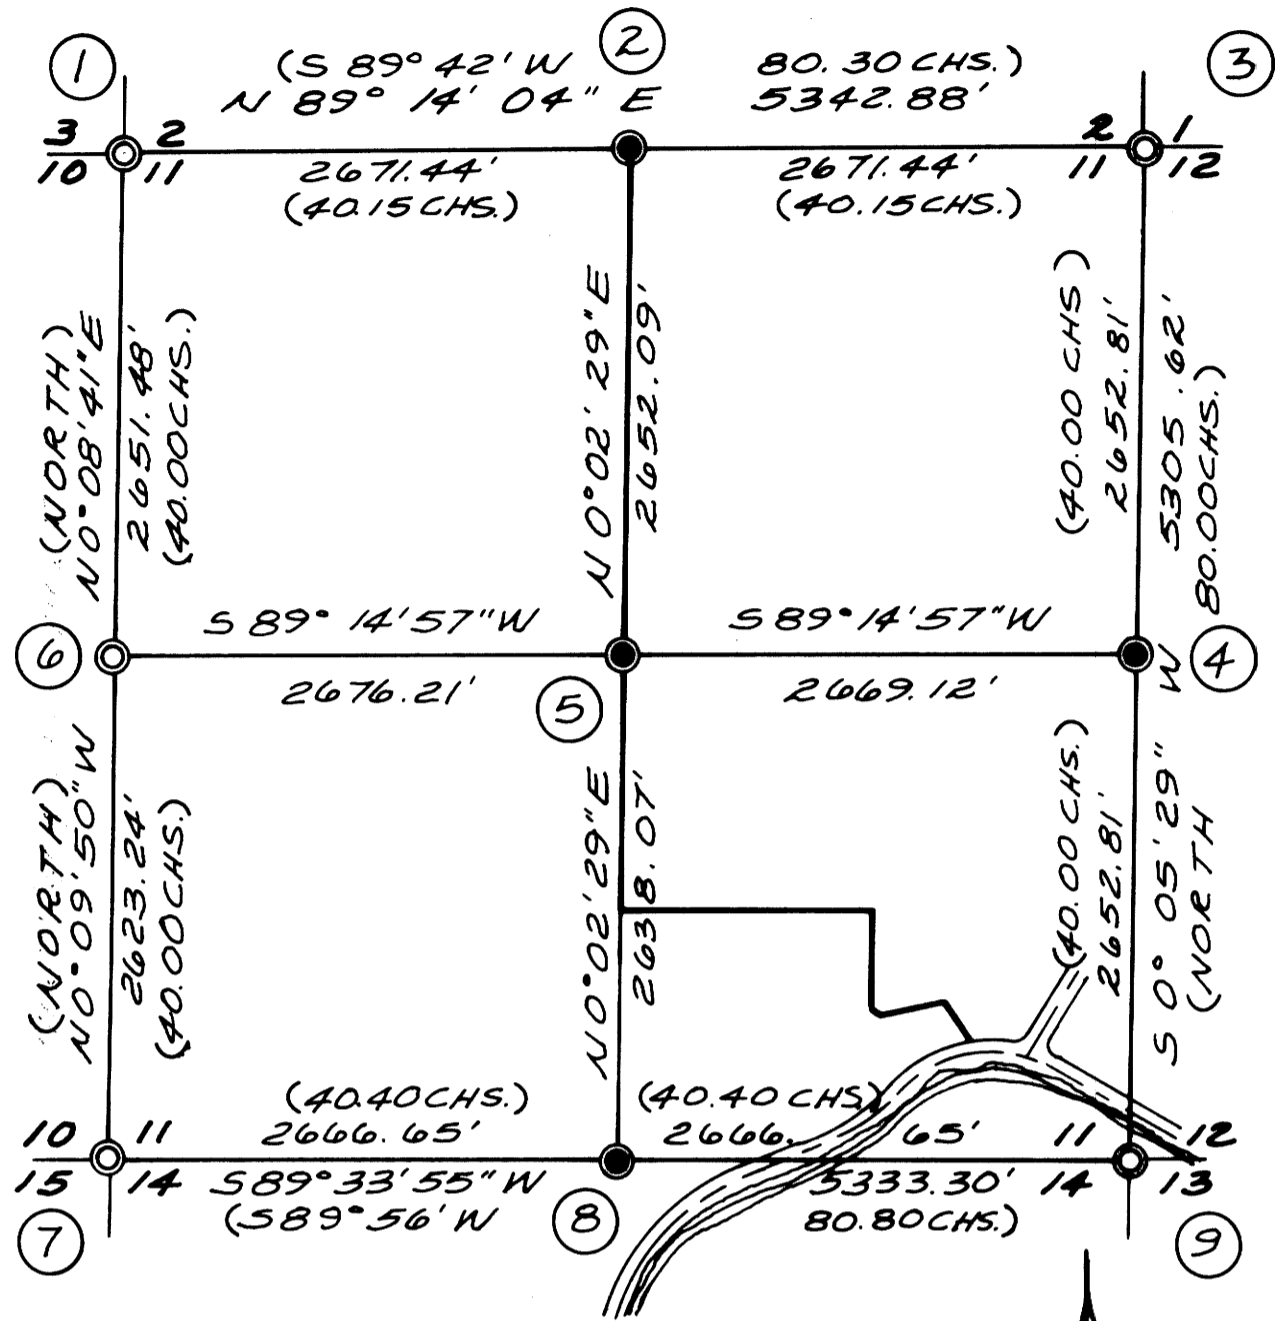 1
2
3
(S 89° 42' W 80.30 CHS.)
N 89° 14' 04" E 5342.88'
3 2
10 11
2 1
11 12
2671.44'
(40.15 CHS.)
2671.44'
(40.15 CHS.)
(NORTH)
N 0° 08' 41" E
2651.48'
(40.00 CHS.)
N 0° 02' 29" E
2652.09'
(40.00 CHS)
2652.81'
5305.62'
80.00 CHS.)
6
S 89° 14' 57" W
2676.21'
5
S 89° 14' 57" W
2669.12'
4
(NORTH)
N 0° 09' 50" W
2623.24'
(40.00 CHS.)
N 0° 02' 29" E
2638.07'
(40.00 CHS.)
2652.81'
S 0° 05' 29" W
(NORTH
(40.40 CHS.)
2666.65'
(40.40 CHS)
2666.65'
10 11
15 14
11 12
14 13
S 89° 33' 55" W 5333.30'
(S 89° 56' W 80.80 CHS.)
7
8
9